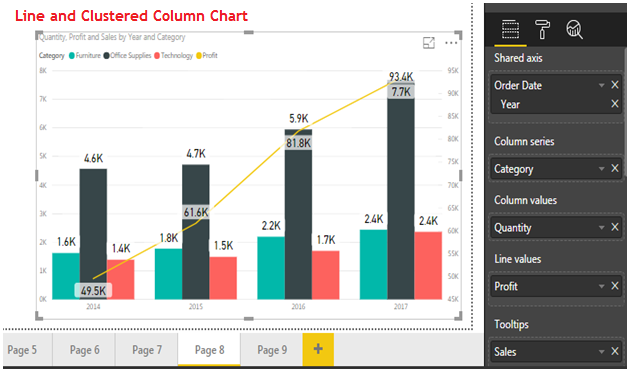 Line and Clustered Column Chart
Quantity, Profit and Sales by Year and Category
Category Furniture Office Supplies Technology Profit
8K
7K
6K
5K
4K
3K
2K
1K
0K
95K
90K
85K
80K
75K
70K
65K
60K
55K
50K
45K
1.6K
4.6K
1.4K
49.5K
1.8K
4.7K
1.5K
61.6K
2.2K
5.9K
1.7K
81.8K
2.4K
93.4K
7.7K
2.4K
2014
2015
2016
2017
Page 5
Page 6
Page 7
Page 8
Page 9
+
Shared axis
Order Date
Year
Column series
Category
Column values
Quantity
Line values
Profit
Tooltips
Sales